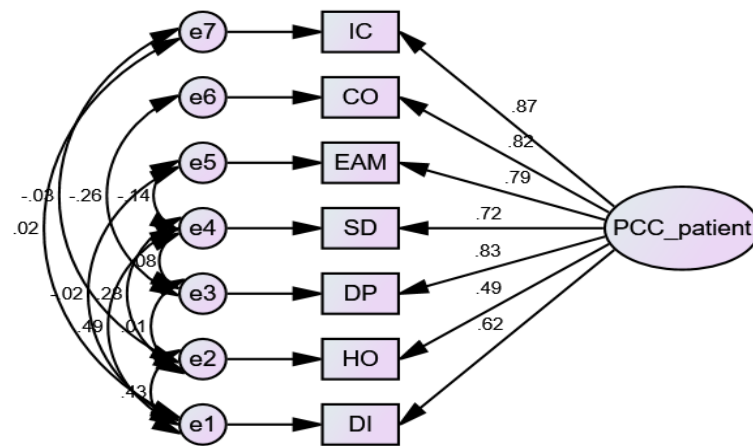 e7 IC
.87
e6 CO
.82
e5 EAM
.79
-.03 -.26 -.14
.02
e4 SD
.72
PCC_patient
.08
.83
e3 DP
-.02 .28 .01
.49
.49
e2 HO
.62
.43
e1 DI